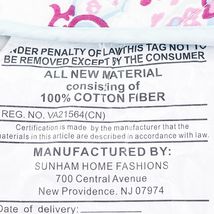 UNDER PENALTY OF LAW THIS TAG NOT TO
BE REMOVED EXCEPT BY THE CONSUMER
ALL NEW MATERIAL
consisting of
100% COTTON FIBER
REG. NO. VA21564(CN)
Certification is made by the manufacturer that the
materials in this article are described in accordance with
MANUFACTURED BY:
SUNHAM HOME FASHIONS
700 Central Avenue
New Providence, NJ 07974
Date of delivery: